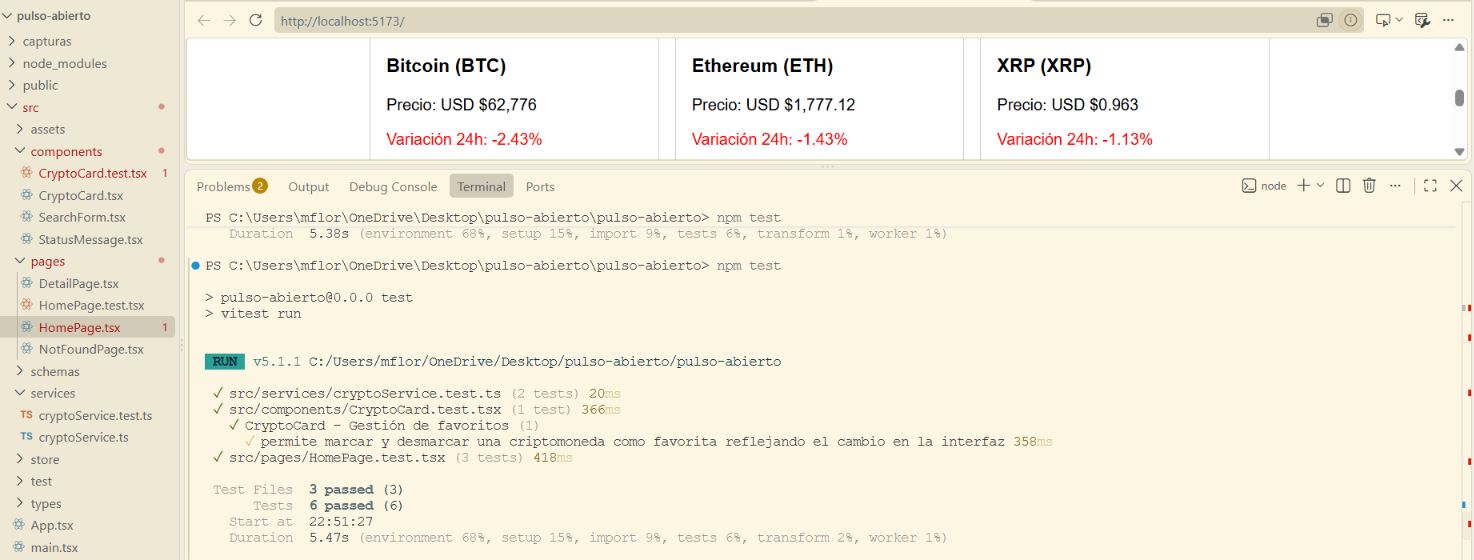 pulso-abierto
capturas
node_modules
public
src
assets
components
CryptoCard.test.tsx 1
CryptoCard.tsx
SearchForm.tsx
StatusMessage.tsx
pages
DetailPage.tsx
HomePage.test.tsx
HomePage.tsx 1
NotFoundPage.tsx
schemas
services
TS cryptoService.test.ts
TS cryptoService.ts
store
test
types
App.tsx
main.tsx
http://localhost:5173/
Bitcoin (BTC)
Precio: USD $62,776
Variación 24h: -2.43%
Ethereum (ETH)
Precio: USD $1,777.12
Variación 24h: -1.43%
XRP (XRP)
Precio: USD $0.963
Variación 24h: -1.13%
Problems 2 Output Debug Console Terminal Ports node
PS C:\Users\mflor\OneDrive\Desktop\pulso-abierto\pulso-abierto> npm test
Duration 5.38s (environment 68%, setup 15%, import 9%, tests 6%, transform 1%, worker 1%)
PS C:\Users\mflor\OneDrive\Desktop\pulso-abierto\pulso-abierto> npm test
> pulso-abierto@0.0.0 test
> vitest run
RUN v5.1.1 C:/Users/mflor/OneDrive/Desktop/pulso-abierto/pulso-abierto
✓ src/services/cryptoService.test.ts (2 tests) 20ms
✓ src/components/CryptoCard.test.tsx (1 test) 366ms
✓ CryptoCard - Gestión de favoritos (1)
✓ permite marcar y desmarcar una criptomoneda como favorita reflejando el cambio en la interfaz 358ms
✓ src/pages/HomePage.test.tsx (3 tests) 418ms
Test Files 3 passed (3)
Tests 6 passed (6)
Start at 22:51:27
Duration 5.47s (environment 68%, setup 15%, import 9%, tests 6%, transform 2%, worker 1%)